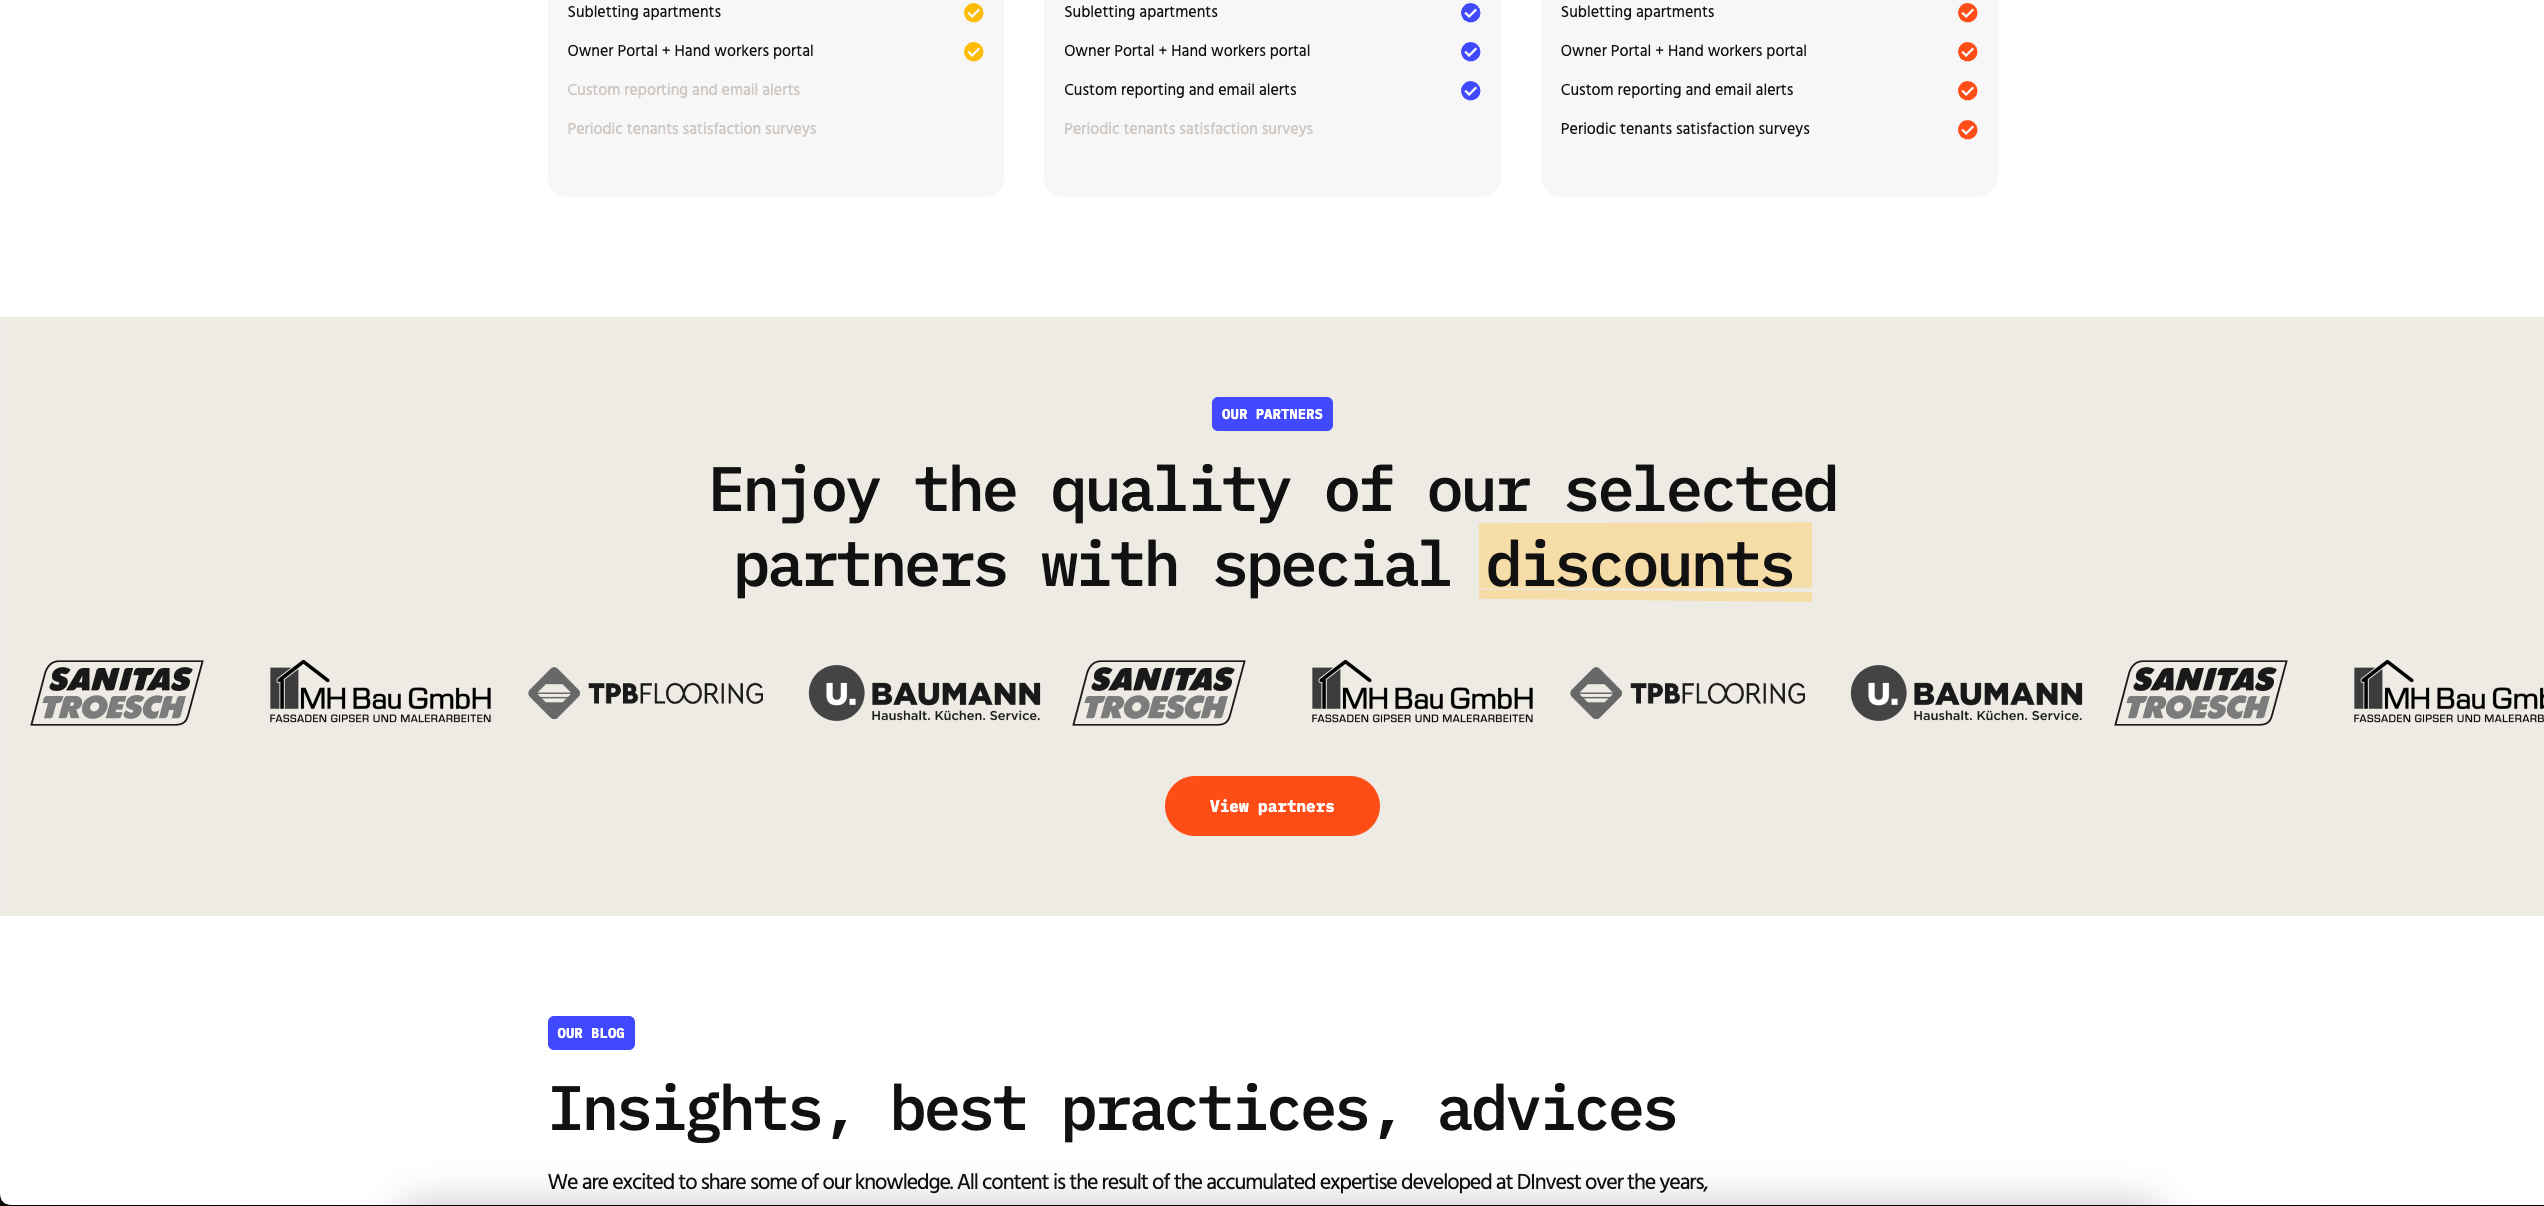 Subletting apartments
Owner Portal + Hand workers portal
Custom reporting and email alerts
Periodic tenants satisfaction surveys
Subletting apartments
Owner Portal + Hand workers portal
Custom reporting and email alerts
Periodic tenants satisfaction surveys
Subletting apartments
Owner Portal + Hand workers portal
Custom reporting and email alerts
Periodic tenants satisfaction surveys
OUR PARTNERS
Enjoy the quality of our selected
partners with special discounts
SANITAS
TROESCH
MH Bau GmbH
FASSADEN GIPSER UND MALERARBEITEN
TPBFLOORING
U. BAUMANN
Haushalt. Küchen. Service.
SANITAS
TROESCH
MH Bau GmbH
FASSADEN GIPSER UND MALERARBEITEN
TPBFLOORING
U. BAUMANN
Haushalt. Küchen. Service.
SANITAS
TROESCH
MH Bau Gmb
FASSADEN GIPSER UND MALERARB
View partners
OUR BLOG
Insights, best practices, advices
We are excited to share some of our knowledge. All content is the result of the accumulated expertise developed at DInvest over the years,